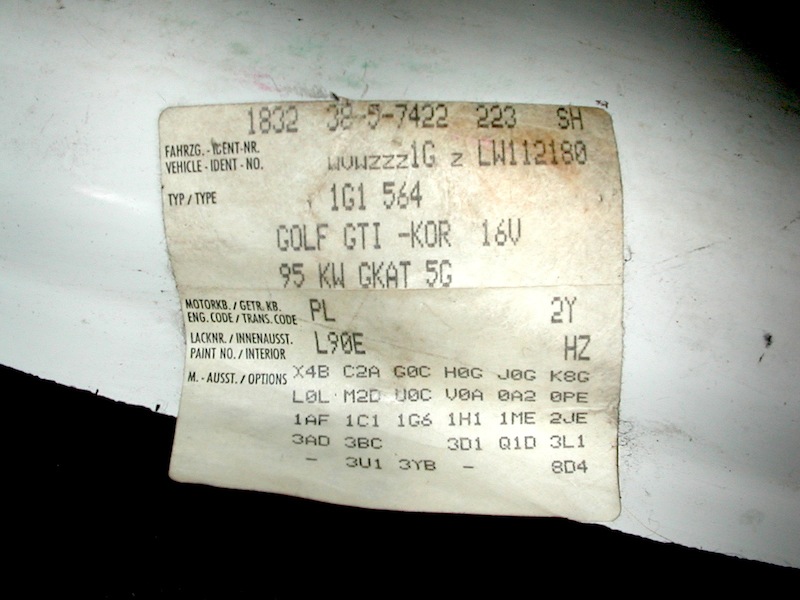 1832 38-5-7422 223 SH
FAHRZG. - IDENT-NR.
VEHICLE - IDENT - NO. WVWZZZ1G Z LW112180
TYP / TYPE 1G1 564
GOLF GTI -KOR 16V
95 KW GKAT 5G
MOTORKB. / GETR. KB.
ENG. CODE / TRANS. CODE PL 2Y
LACKNR. / INNENAUSST.
PAINT NO. / INTERIOR L90E HZ
M. - AUSST. / OPTIONS X4B C2A G0C H0G J0G K8G
L0L M2D U0C V0A 0A2 0PE
1AF 1C1 1G6 1H1 1ME 2JE
3AD 3BC 3D1 Q1D 3L1
- 3U1 3YB - 8D4